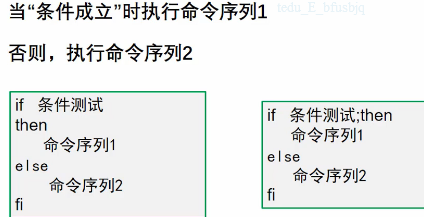 当“条件成立”时执行命令序列1
tedu_E_bfusbjq
否则，执行命令序列2
if 条件测试
then
命令序列1
else
命令序列2
fi
if 条件测试;then
命令序列1
else
命令序列2
fi